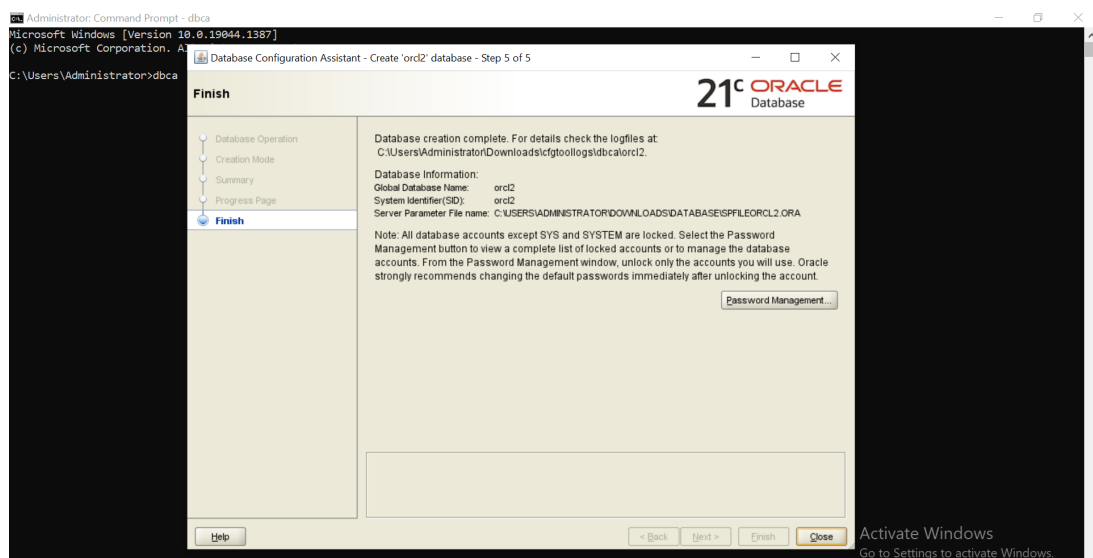 Administrator: Command Prompt - dbca
Microsoft Windows [Version 10.0.19044.1387]
(c) Microsoft Corporation. A
C:\Users\Administrator>dbca
Database Configuration Assistant - Create 'orcl2' database - Step 5 of 5
Finish
21c ORACLE
Database
Database Operation
Creation Mode
Summary
Progress Page
Finish
Database creation complete. For details check the logfiles at:
C:\Users\Administrator\Downloads\cfgtoollogs\dbca\orcl2.
Database Information:
Global Database Name: orcl2
System Identifier(SID): orcl2
Server Parameter File name: C:\USERS\ADMINISTRATOR\DOWNLOADS\DATABASE\SPFILEORCL2.ORA
Note: All database accounts except SYS and SYSTEM are locked. Select the Password
Management button to view a complete list of locked accounts or to manage the database
accounts. From the Password Management window, unlock only the accounts you will use. Oracle
strongly recommends changing the default passwords immediately after unlocking the account.
Password Management...
Help
< Back Next > Finish Close
Activate Windows
Go to Settings to activate Windows.